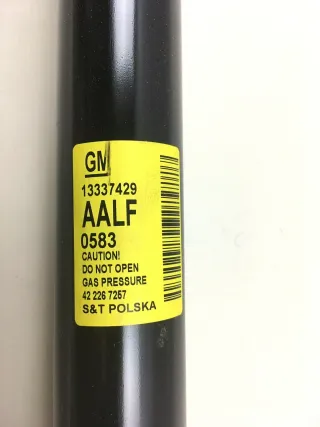 GM
13337429
AALF
0583
CAUTION!
DO NOT OPEN
GAS PRESSURE
42 226 7257
S&T POLSKA